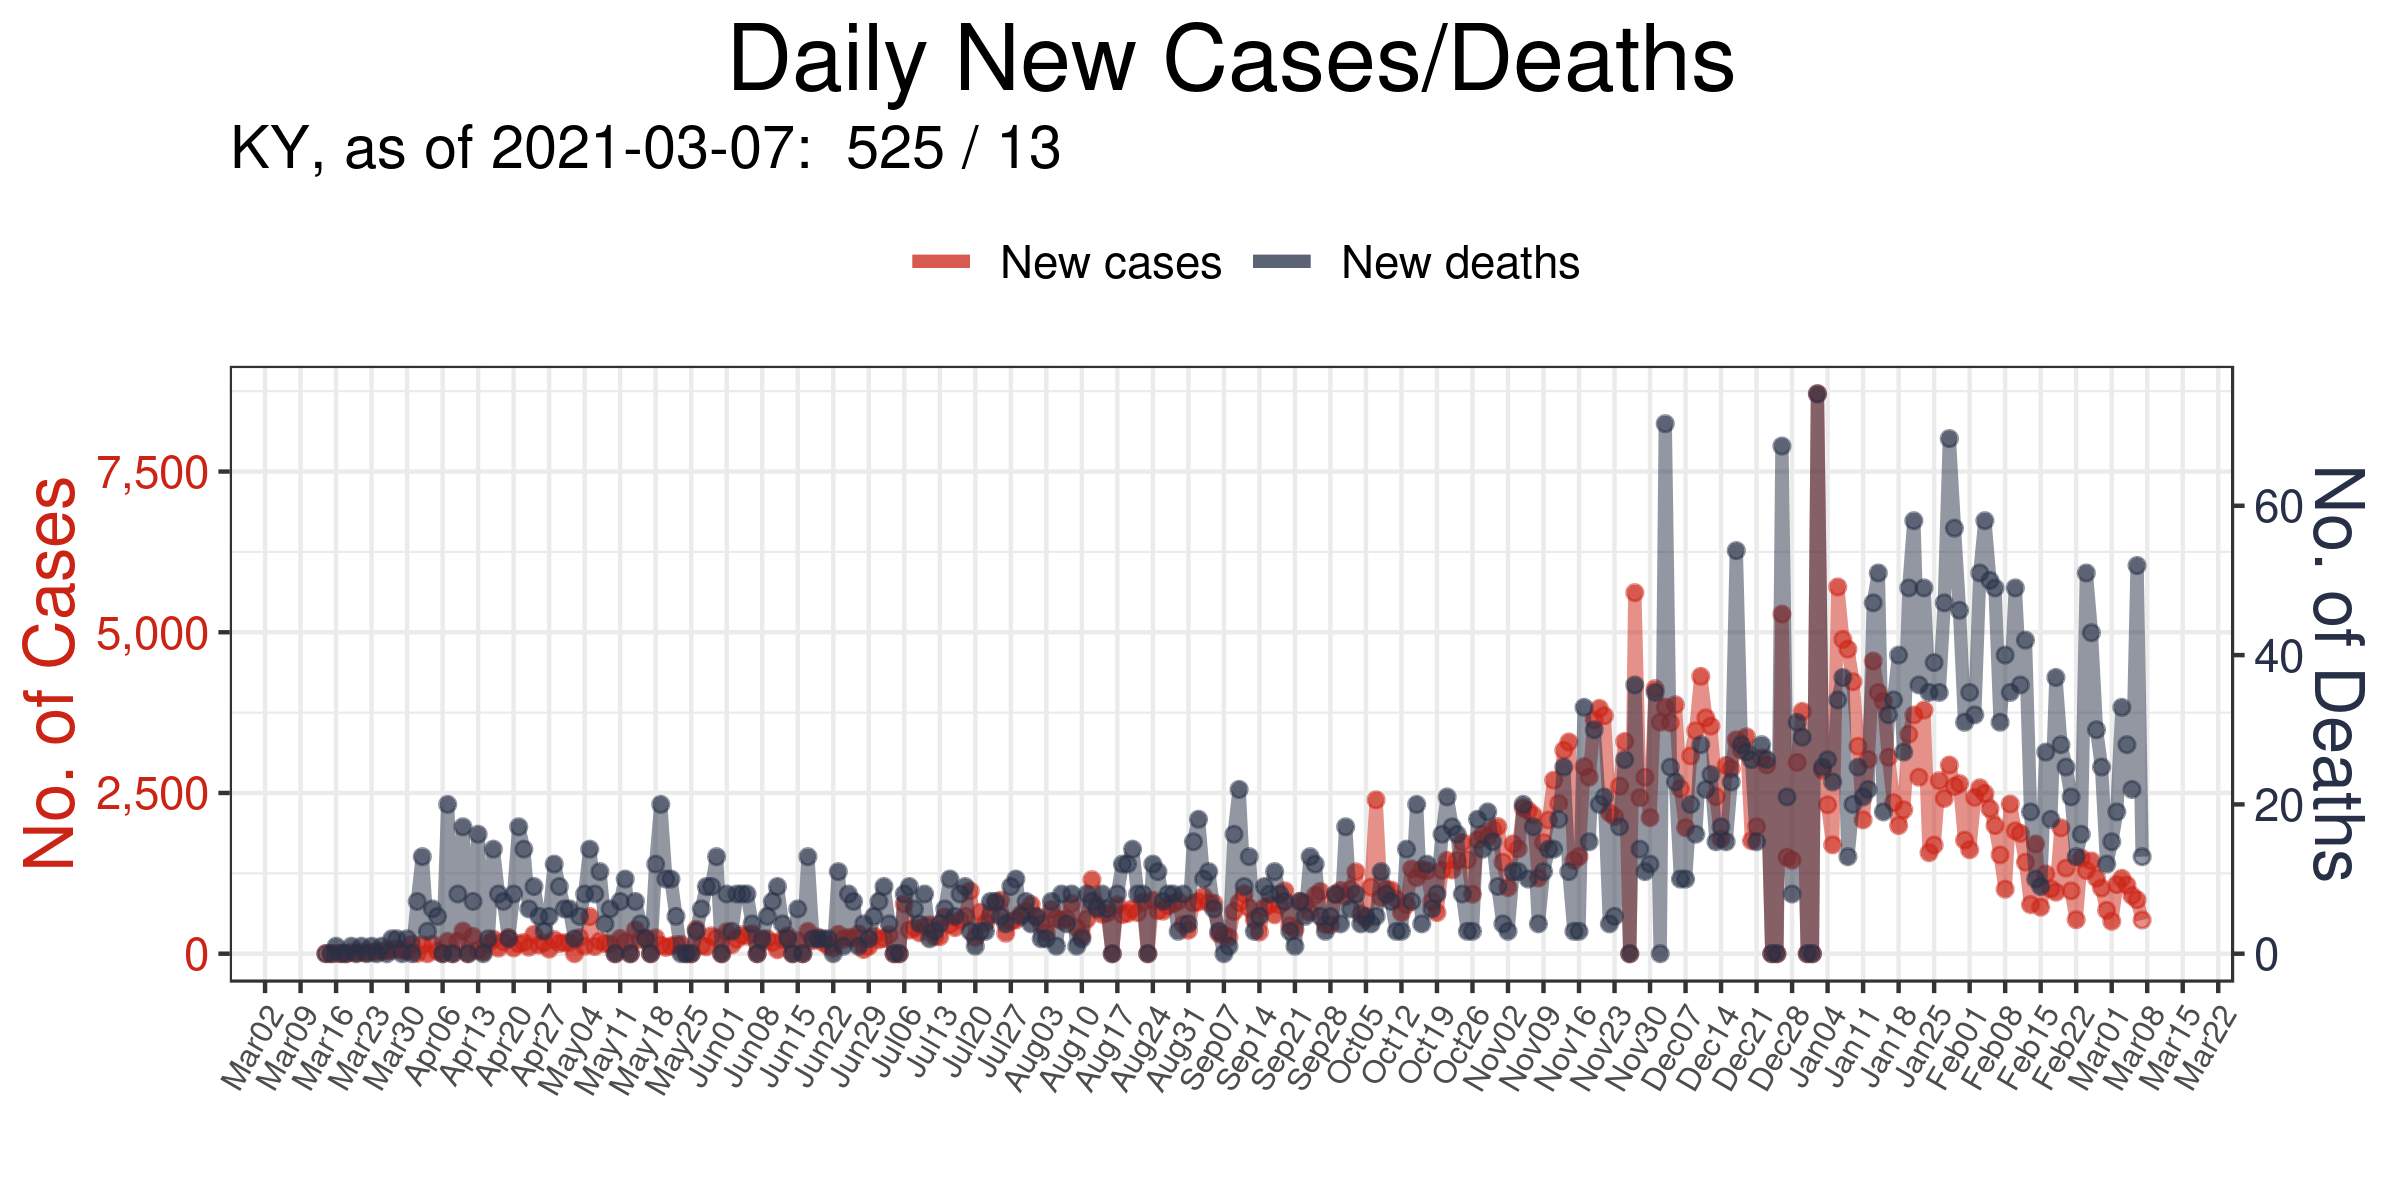 Daily New Cases/Deaths
KY, as of 2021-03-07:  525 / 13
New cases
New deaths
No. of Cases
7,500
5,000
2,500
0
60
40
20
0
No. of Deaths
Mar02
Mar09
Mar16
Mar23
Mar30
Apr06
Apr13
Apr20
Apr27
May04
May11
May18
May25
Jun01
Jun08
Jun15
Jun22
Jun29
Jul06
Jul13
Jul20
Jul27
Aug03
Aug10
Aug17
Aug24
Aug31
Sep07
Sep14
Sep21
Sep28
Oct05
Oct12
Oct19
Oct26
Nov02
Nov09
Nov16
Nov23
Nov30
Dec07
Dec14
Dec21
Dec28
Jan04
Jan11
Jan18
Jan25
Feb01
Feb08
Feb15
Feb22
Mar01
Mar08
Mar15
Mar22